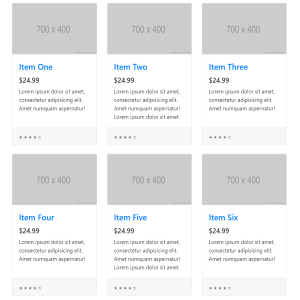 700 x 400
700 x 400
700 x 400
Item One
Item Two
Item Three
$24.99
$24.99
$24.99
Lorem ipsum dolor sit amet,
consectetur adipisicing elit.
Amet numquam aspernatur!
Lorem ipsum dolor sit amet,
consectetur adipisicing elit.
Amet numquam aspernatur!
Lorem ipsum dolor sit amet.
Lorem ipsum dolor sit amet,
consectetur adipisicing elit.
Amet numquam aspernatur!
★ ★ ★ ★ ☆
★ ★ ★ ★ ☆
★ ★ ★ ★ ☆
700 x 400
700 x 400
700 x 400
Item Four
Item Five
Item Six
$24.99
$24.99
$24.99
Lorem ipsum dolor sit amet,
consectetur adipisicing elit.
Amet numquam aspernatur!
Lorem ipsum dolor sit amet,
consectetur adipisicing elit.
Amet numquam aspernatur!
Lorem ipsum dolor sit amet.
Lorem ipsum dolor sit amet,
consectetur adipisicing elit.
Amet numquam aspernatur!
★ ★ ★ ★ ☆
★ ★ ★ ★ ☆
★ ★ ★ ★ ☆